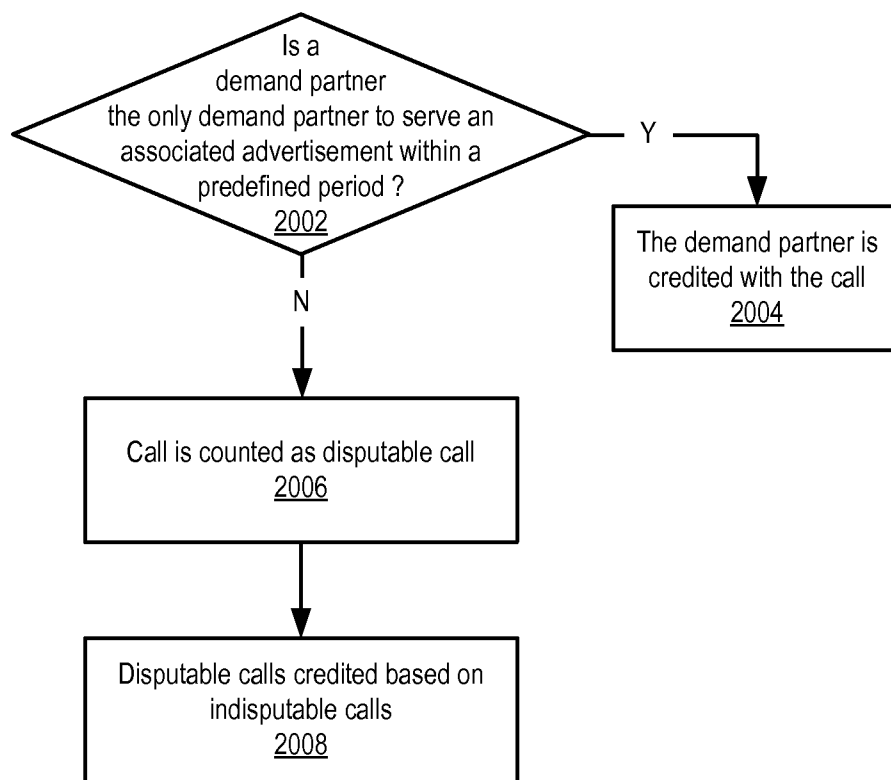 Is a
demand partner
the only demand partner to serve an
associated advertisement within a
predefined period ?
2002
Y
The demand partner is
credited with the call
2004
N
Call is counted as disputable call
2006
Disputable calls credited based on
indisputable calls
2008